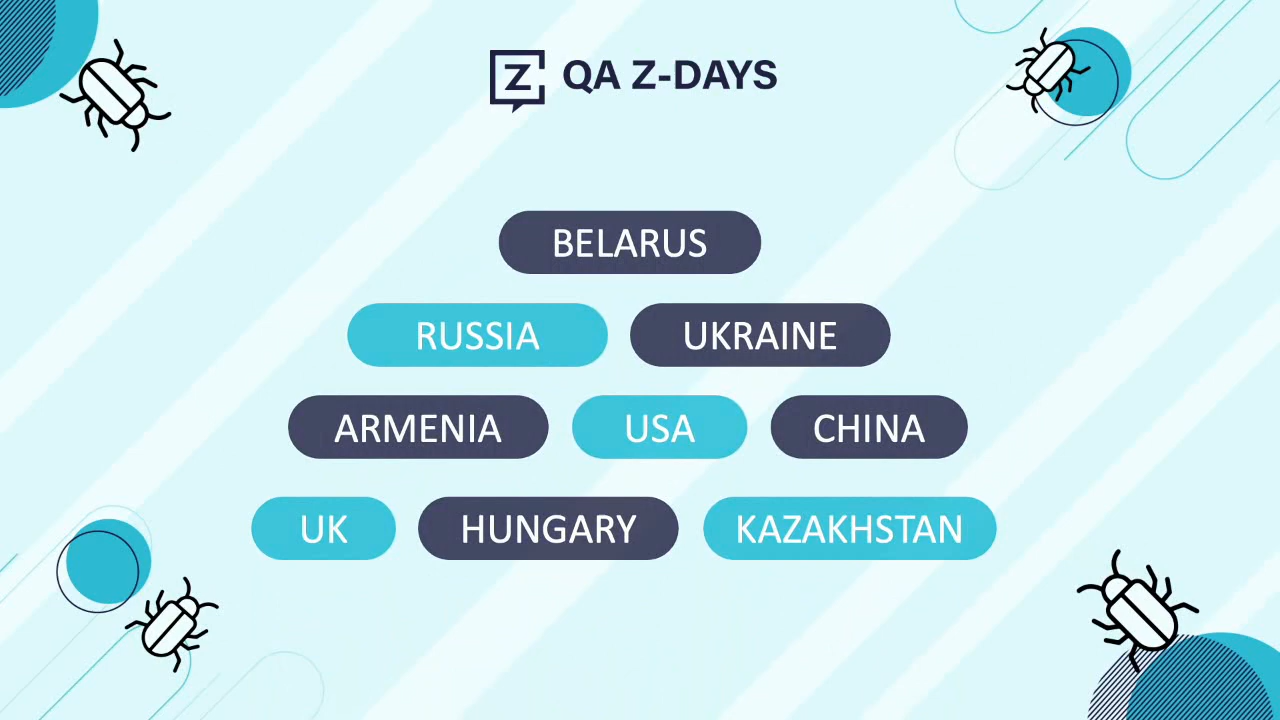 Z QA Z-DAYS
BELARUS
RUSSIA UKRAINE
ARMENIA USA CHINA
UK HUNGARY KAZAKHSTAN